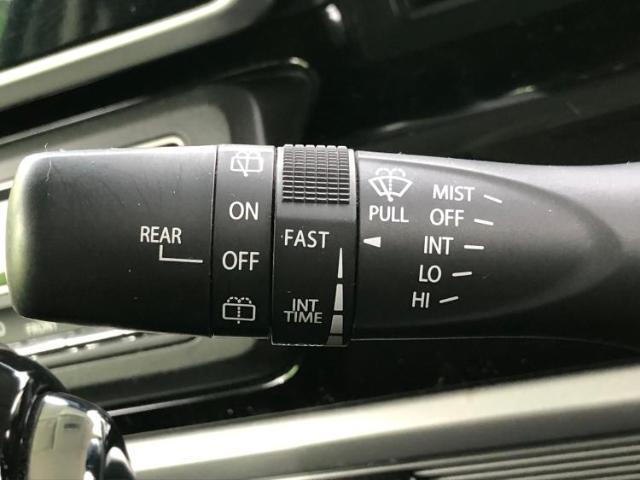 REAR
ON
OFF
FAST
INT
TIME
PULL
MIST
OFF
INT
LO
HI